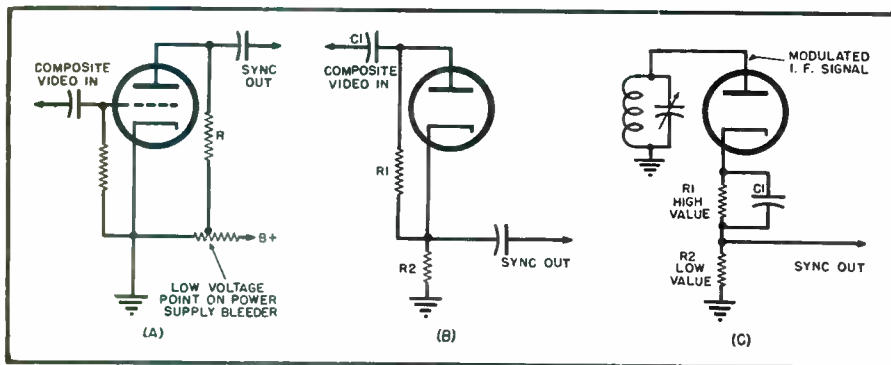 COMPOSITE
VIDEO IN
SYNC
OUT
R
B+
LOW VOLTAGE
POINT ON POWER
SUPPLY BLEEDER
(A)
C1
COMPOSITE
VIDEO IN
R1
R2
SYNC OUT
(B)
MODULATED
I. F. SIGNAL
R1
HIGH
VALUE
C1
R2
LOW
VALUE
SYNC OUT
(C)